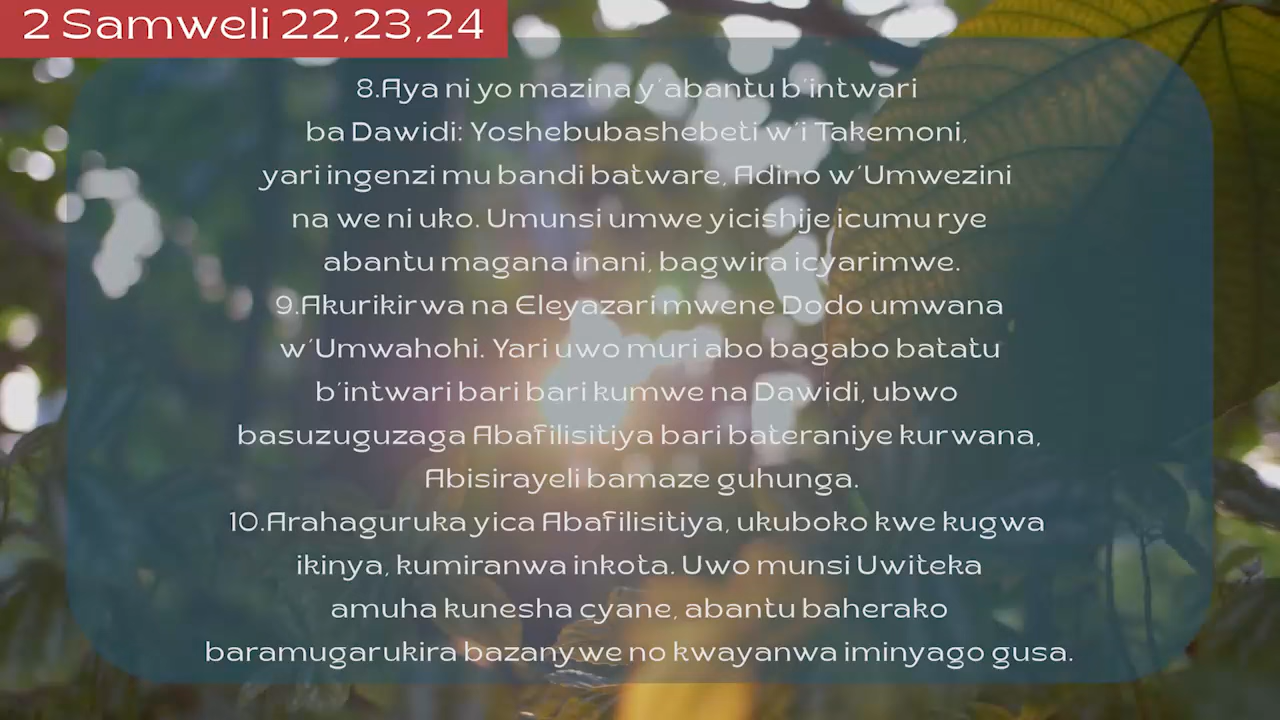 2 Samweli 22,23,24
8.Aya ni yo mazina y'abantu b'intwari
ba Dawidi: Yoshebubashebeti w'i Takemoni,
yari ingenzi mu bandi batware, Adino w'Umwezini
na we ni uko. Umunsi umwe yicishije icumu rye
abantu magana inani, bagwira icyarimwe.
9.Akurikirwa na Eleyazari mwene Dodo umwana
w'Umwahohi. Yari uwo muri abo bagabo batatu
b'intwari bari bari kumwe na Dawidi, ubwo
basuzuguzaga Abafilisitiya bari bateraniye kurwana,
Abisirayeli bamaze guhunga.
10.Arahaguruka yica Abafilisitiya, ukuboko kwe kugwa
ikinya, kumiranwa inkota. Uwo munsi Uwiteka
amuha kunesha cyane, abantu baherako
baramugarukira bazanywe no kwayanwa iminyago gusa.